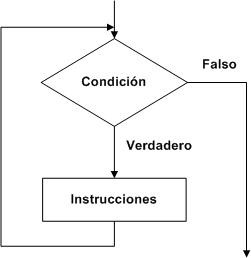 Condición
Falso
Verdadero
Instrucciones